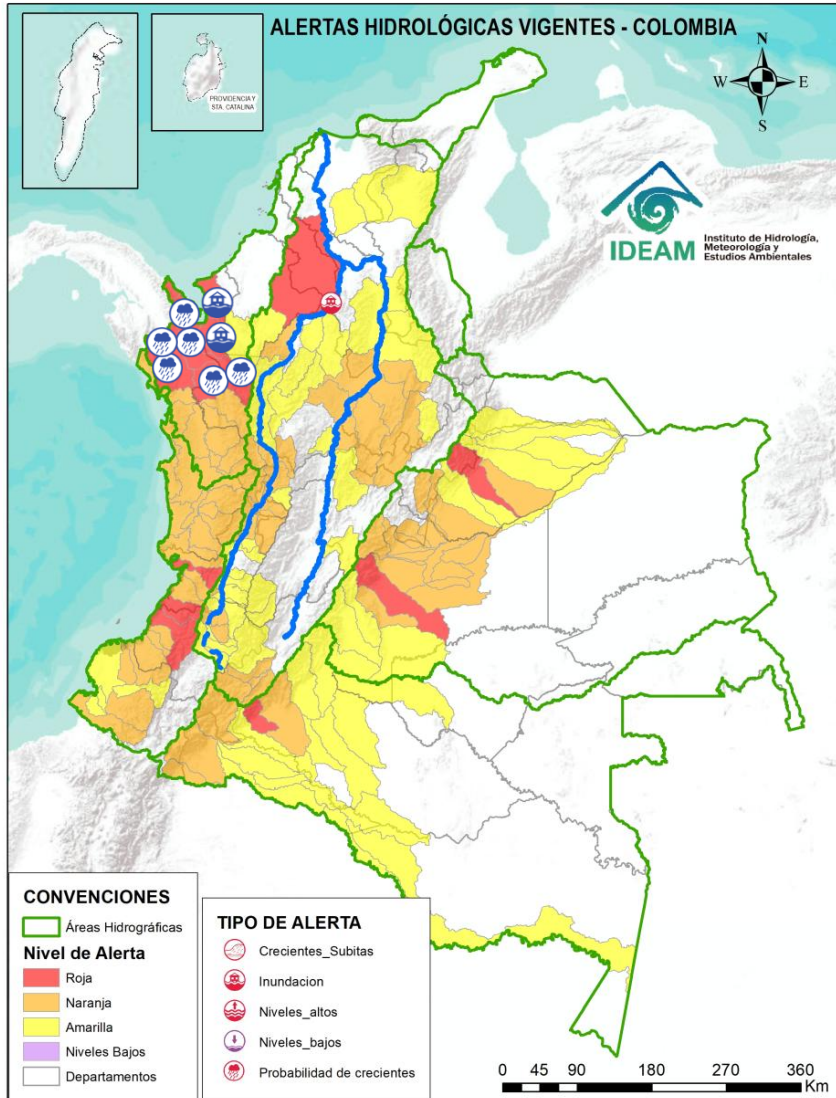 ALERTAS HIDROLÓGICAS VIGENTES - COLOMBIA
N
W
E
S
PROVIDENCIA Y
STA. CATALINA
IDEAM
Instituto de Hidrología,
Meteorología y
Estudios Ambientales
CONVENCIONES
Áreas Hidrográficas
Nivel de Alerta
Roja
Naranja
Amarilla
Niveles Bajos
Departamentos
TIPO DE ALERTA
Crecientes_Subitas
Inundacion
Niveles_altos
Niveles_bajos
Probabilidad de crecientes
0 45 90 180 270 360
Km